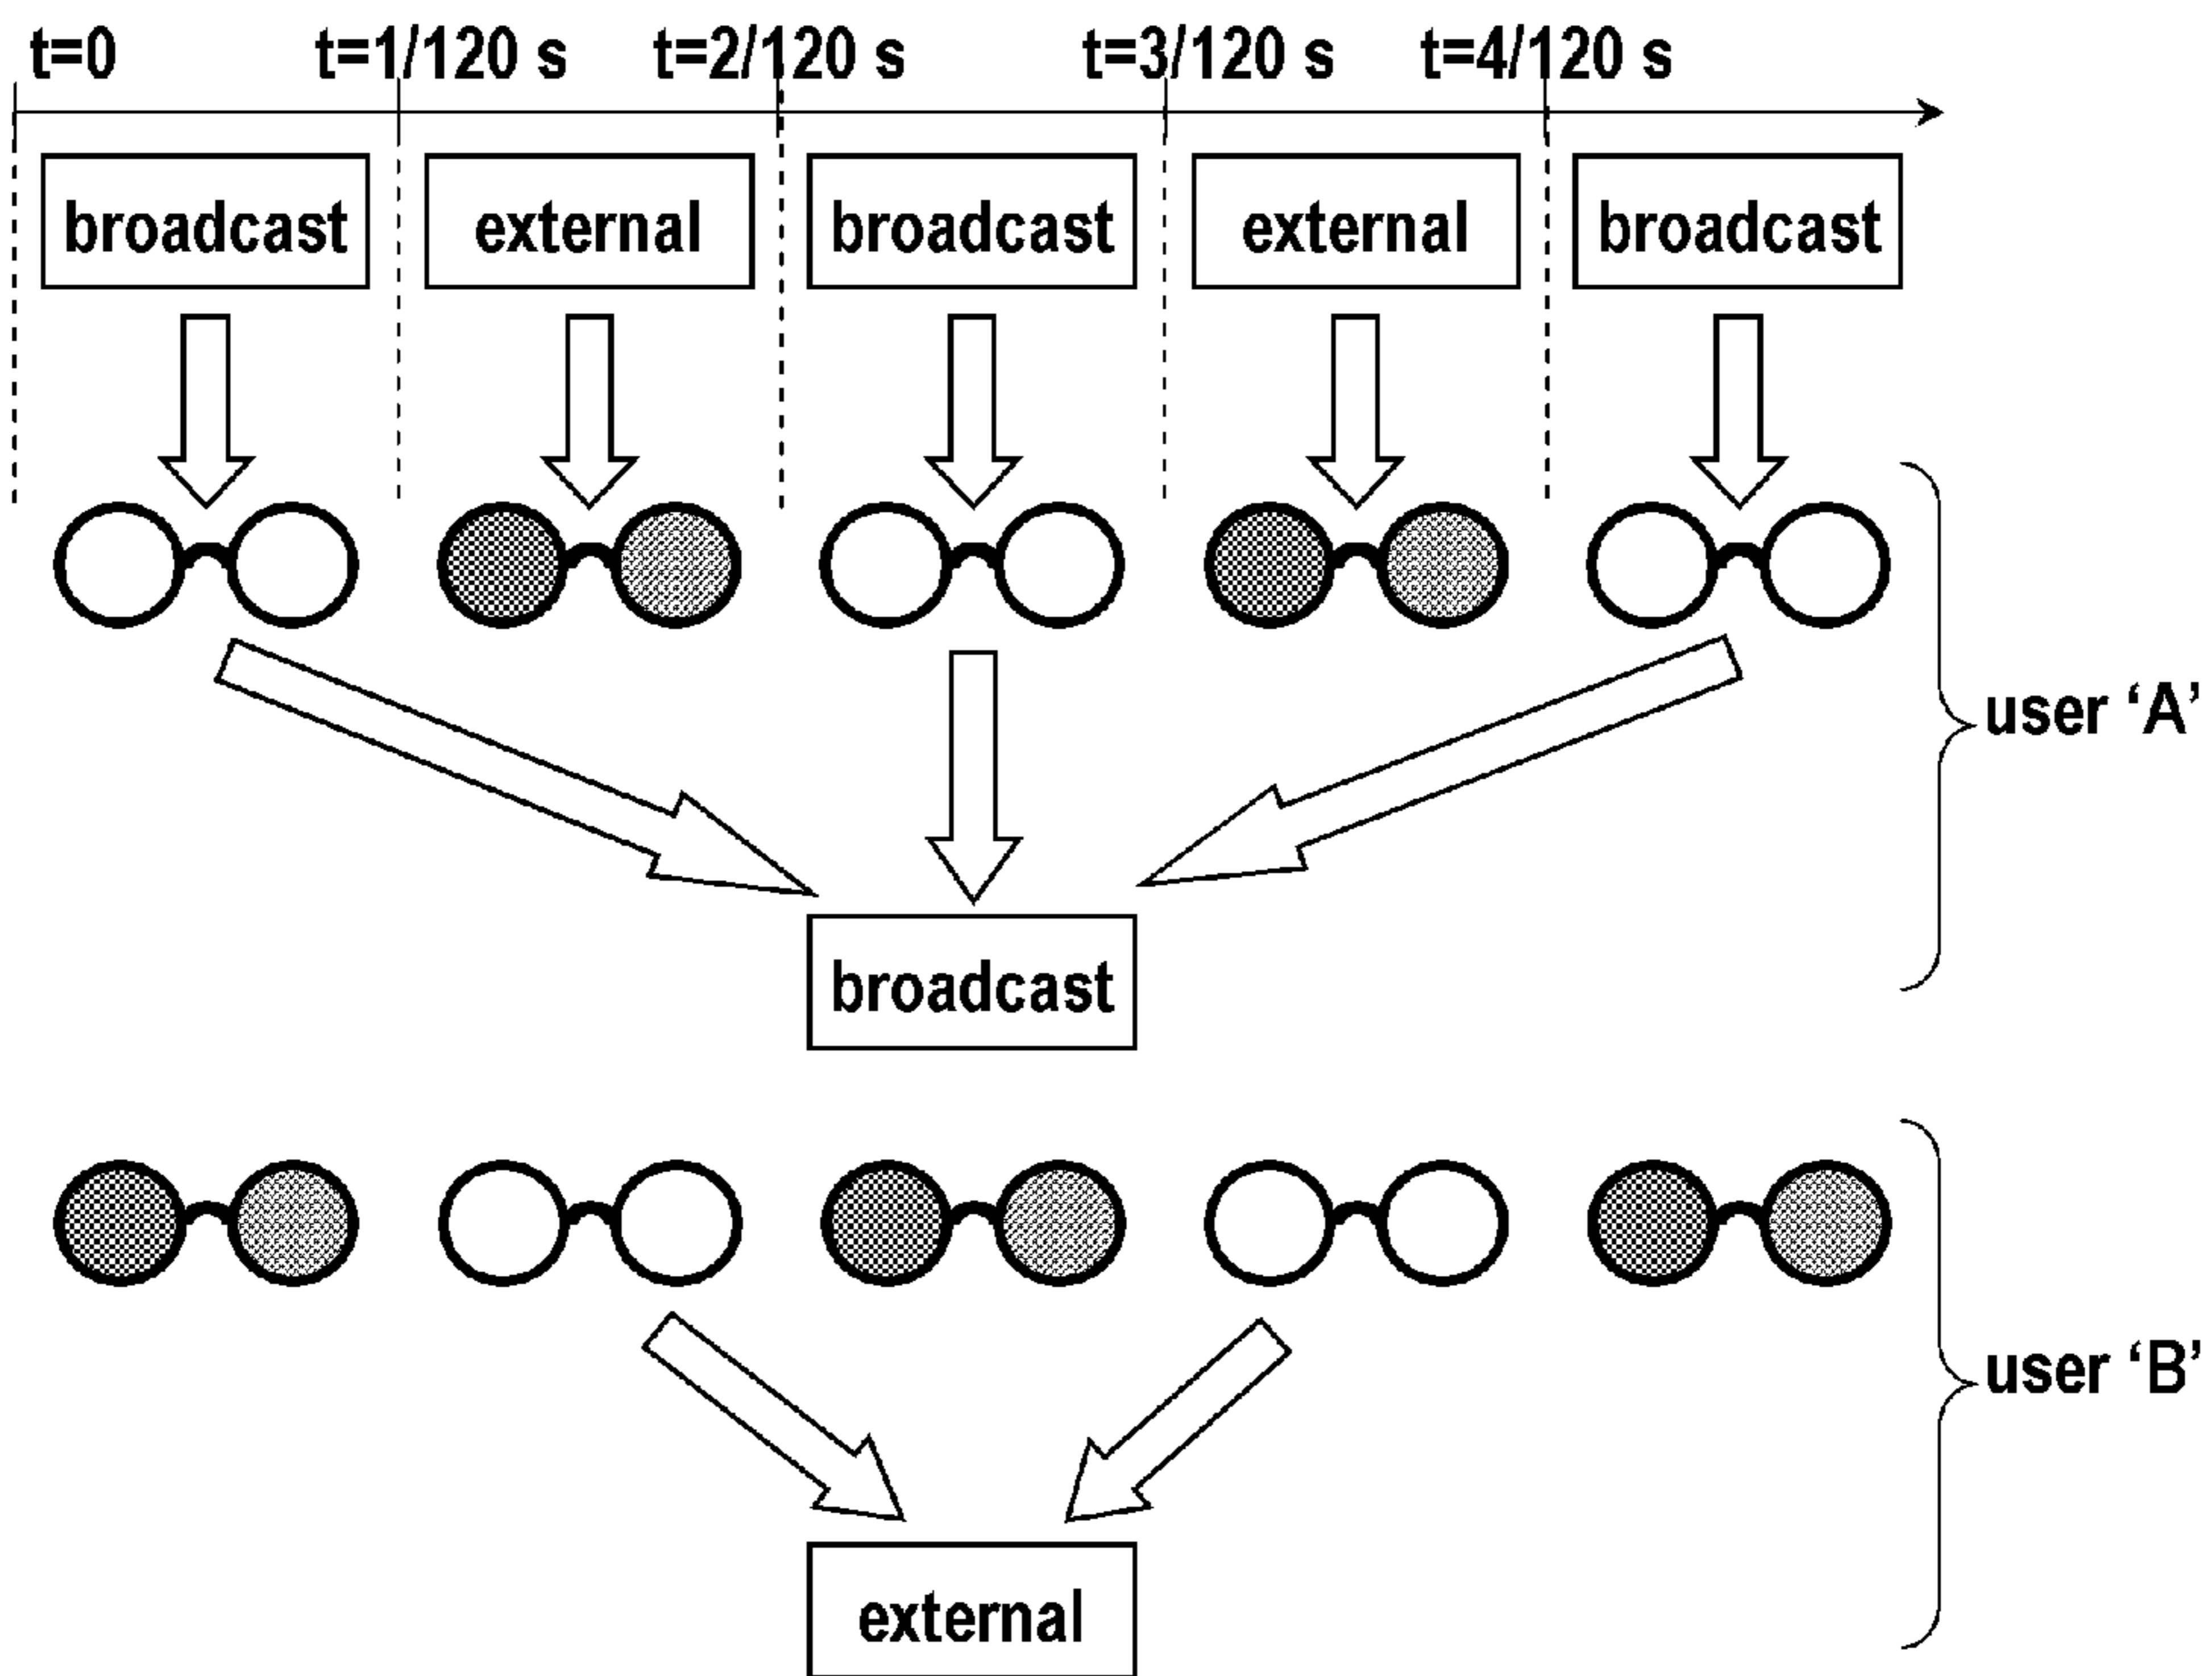 t=0 t=1/120 s t=2/120 s t=3/120 s t=4/120 s
broadcast external broadcast external broadcast
user ‘A’
broadcast
user ‘B’
external